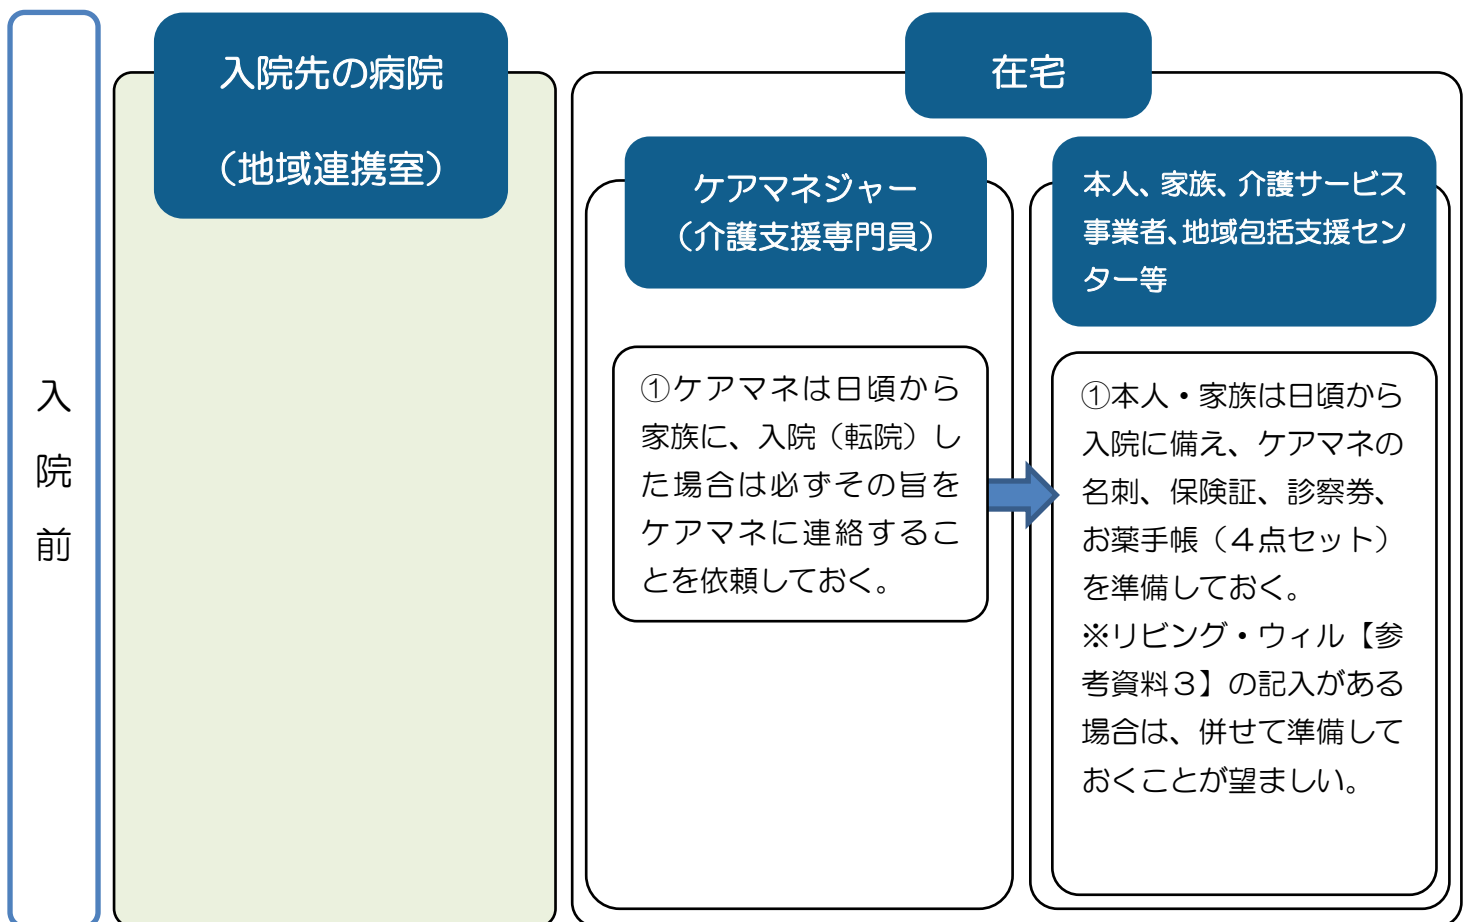 入院前
入院先の病院
（地域連携室）
在宅
ケアマネジャー
（介護支援専門員）
①ケアマネは日頃から
家族に、入院（転院）し
た場合は必ずその旨を
ケアマネに連絡するこ
とを依頼しておく。
本人、家族、介護サービス
事業者、地域包括支援セン
ター等
①本人・家族は日頃から
入院に備え、ケアマネの
名刺、保険証、診察券、
お薬手帳（４点セット）
を準備しておく。
※リビング・ウィル【参
考資料３】の記入がある
場合は、併せて準備して
おくことが望ましい。